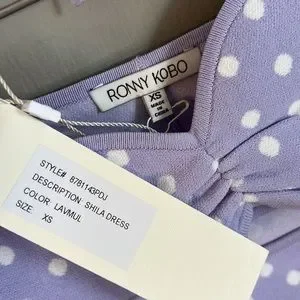 RONNY KOBO
XS
MADE IN
CHINA
STYLE# 8781143PDJ
DESCRIPTION SHILA DRESS
COLOR LAVMUL
SIZE XS